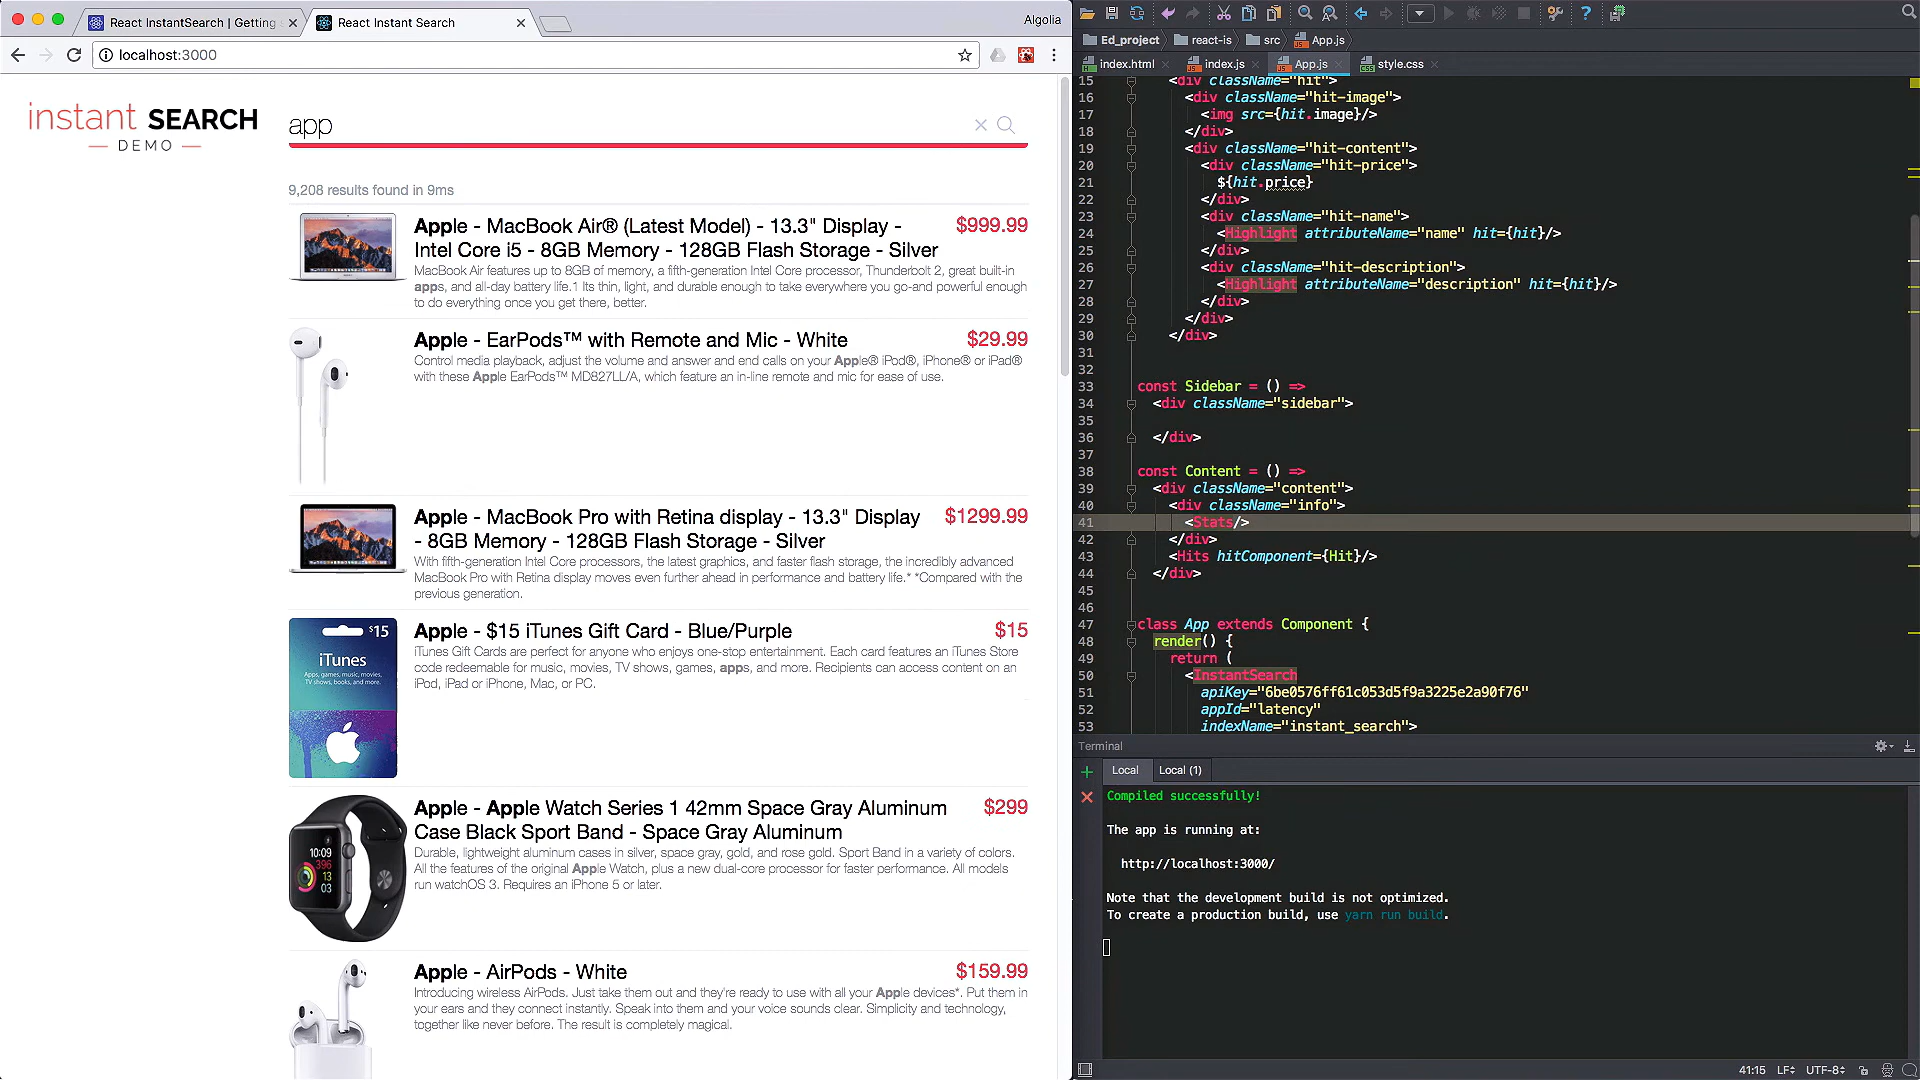 React InstantSearch | Getting
React Instant Search
Algolia
localhost:3000
instant SEARCH
DEMO
app
9,208 results found in 9ms
Apple - MacBook Air® (Latest Model) - 13.3" Display -
Intel Core i5 - 8GB Memory - 128GB Flash Storage - Silver
$999.99
MacBook Air features up to 8GB of memory, a fifth-generation Intel Core processor, Thunderbolt 2, great built-in
apps, and all-day battery life.1 Its thin, light, and durable enough to take everywhere you go-and powerful enough
to do everything once you get there, better.
Apple - EarPods™ with Remote and Mic - White
$29.99
Control media playback, adjust the volume and answer and end calls on your Apple® iPod®, iPhone® or iPad®
with these Apple EarPods™ MD827LL/A, which feature an in-line remote and mic for ease of use.
Apple - MacBook Pro with Retina display - 13.3" Display
- 8GB Memory - 128GB Flash Storage - Silver
$1299.99
With fifth-generation Intel Core processors, the latest graphics, and faster flash storage, the incredibly advanced
MacBook Pro with Retina display moves even further ahead in performance and battery life.* *Compared with the
previous generation.
$15
iTunes
Apps, games, music, movies,
TV shows, books, and more.
Apple - $15 iTunes Gift Card - Blue/Purple
$15
iTunes Gift Cards are perfect for anyone who enjoys one-stop entertainment. Each card features an iTunes Store
code redeemable for music, movies, TV shows, games, apps, and more. Recipients can access content on an
iPod, iPad or iPhone, Mac, or PC.
10:09
396
13
03
Apple - Apple Watch Series 1 42mm Space Gray Aluminum
Case Black Sport Band - Space Gray Aluminum
$299
Durable, lightweight aluminum cases in silver, space gray, gold, and rose gold. Sport Band in a variety of colors.
All the features of the original Apple Watch, plus a new dual-core processor for faster performance. All models
run watchOS 3. Requires an iPhone 5 or later.
Apple - AirPods - White
$159.99
Introducing wireless AirPods. Just take them out and they're ready to use with all your Apple devices*. Put them in
your ears and they connect instantly. Speak into them and your voice sounds clear. Simplicity and technology,
together like never before. The result is completely magical.
Ed_project react-is src App.js
index.html index.js App.js style.css
15 <div className="hit">
16 <div className="hit-image">
17 <img src={hit.image}/>
18 </div>
19 <div className="hit-content">
20 <div className="hit-price">
21 ${hit.price}
22 </div>
23 <div className="hit-name">
24 <Highlight attributeName="name" hit={hit}/>
25 </div>
26 <div className="hit-description">
27 <Highlight attributeName="description" hit={hit}/>
28 </div>
29 </div>
30 </div>
31
32
33 const Sidebar = () =>
34 <div className="sidebar">
35
36 </div>
37
38 const Content = () =>
39 <div className="content">
40 <div className="info">
41 <Stats/>
42 </div>
43 <Hits hitComponent={Hit}/>
44 </div>
45
46
47 class App extends Component {
48 render() {
49 return (
50 <InstantSearch
51 apiKey="6be0576ff61c053d5f9a3225e2a90f76"
52 appId="latency"
53 indexName="instant_search">
Terminal
Local Local (1)
Compiled successfully!
The app is running at:
http://localhost:3000/
Note that the development build is not optimized.
To create a production build, use yarn run build.
41:15 LF UTF-8